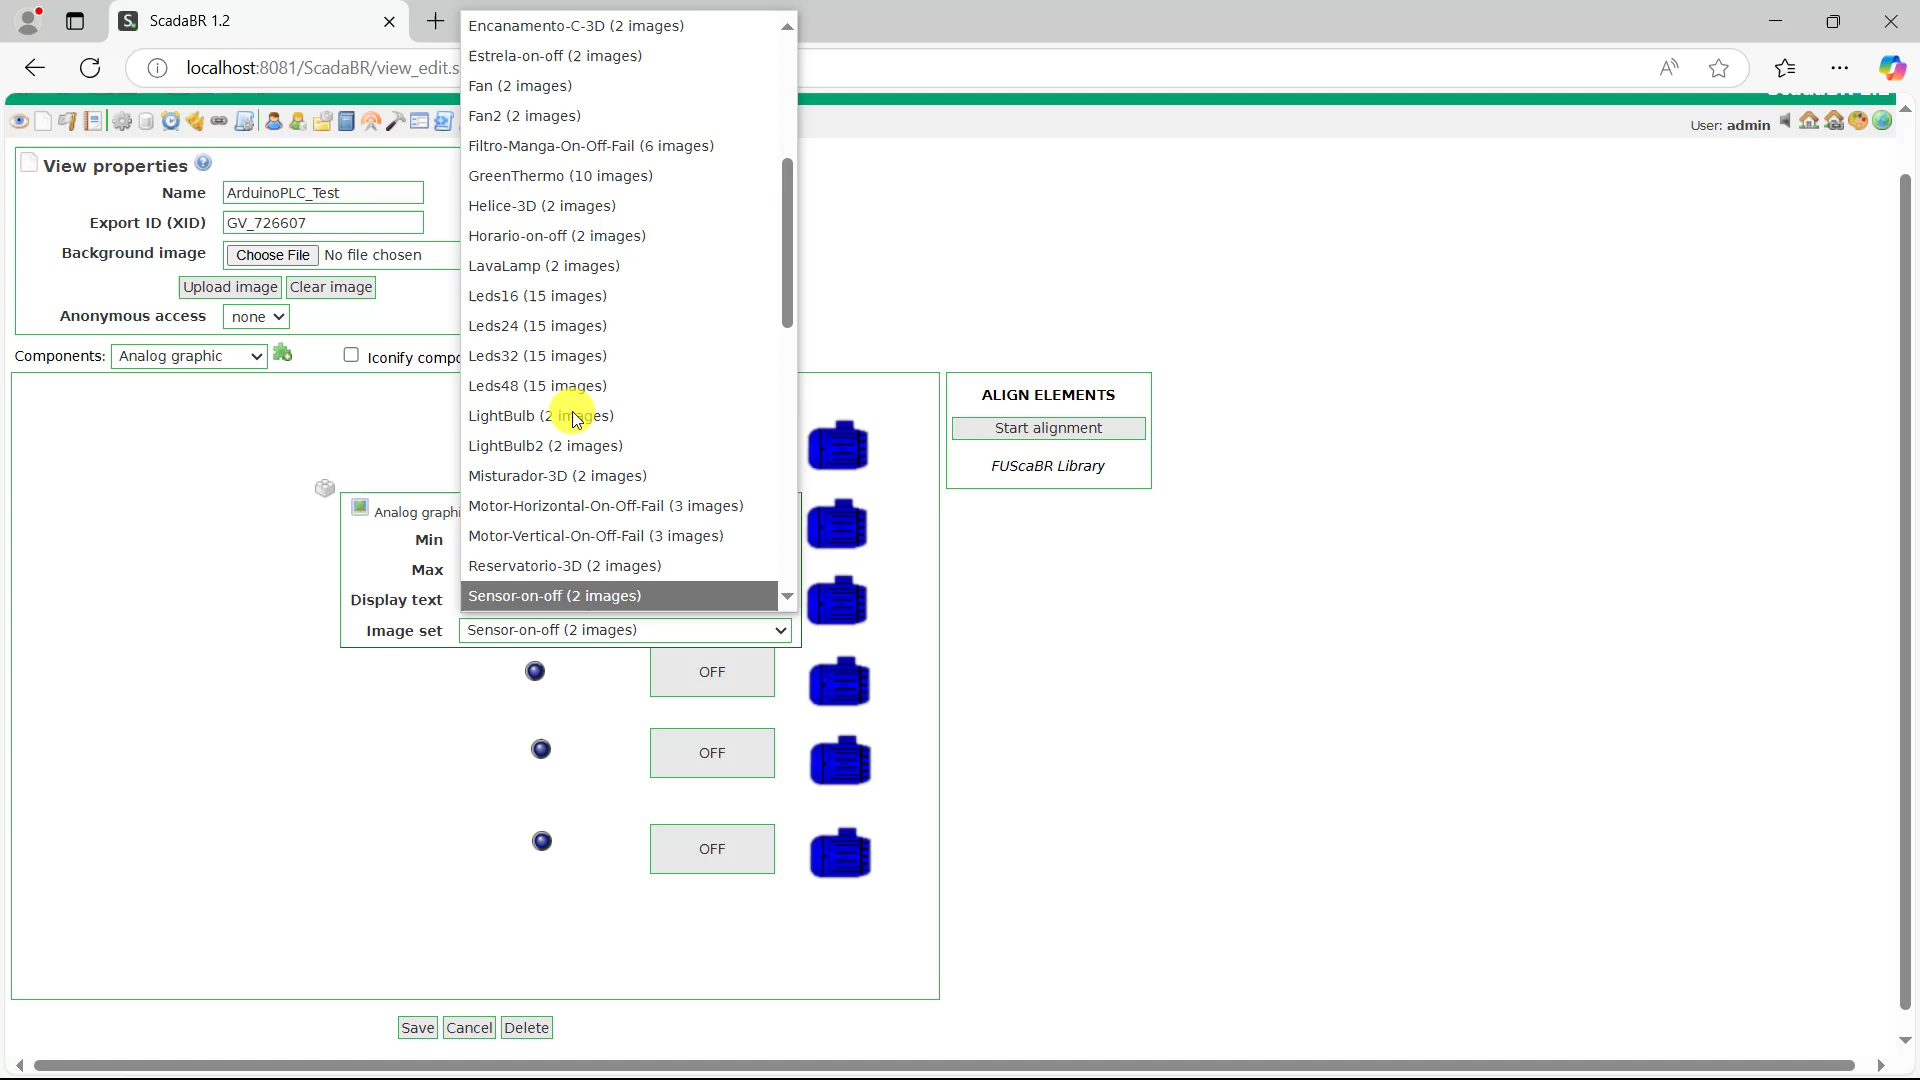 ScadaBR 1.2
localhost:8081/ScadaBR/view_edit.s
User: admin
View properties
Name
ArduinoPLC_Test
Export ID (XID)
GV_726607
Background image
Choose File No file chosen
Upload image
Clear image
Anonymous access
none
Components:
Analog graphic
Iconify compo
Encanamento-C-3D (2 images)
Estrela-on-off (2 images)
Fan (2 images)
Fan2 (2 images)
Filtro-Manga-On-Off-Fail (6 images)
GreenThermo (10 images)
Helice-3D (2 images)
Horario-on-off (2 images)
LavaLamp (2 images)
Leds16 (15 images)
Leds24 (15 images)
Leds32 (15 images)
Leds48 (15 images)
LightBulb (2 images)
LightBulb2 (2 images)
Misturador-3D (2 images)
Motor-Horizontal-On-Off-Fail (3 images)
Motor-Vertical-On-Off-Fail (3 images)
Reservatorio-3D (2 images)
Sensor-on-off (2 images)
Analog graphi
Min
Max
Display text
Image set
Sensor-on-off (2 images)
OFF
OFF
OFF
ALIGN ELEMENTS
Start alignment
FUScaBR Library
Save
Cancel
Delete